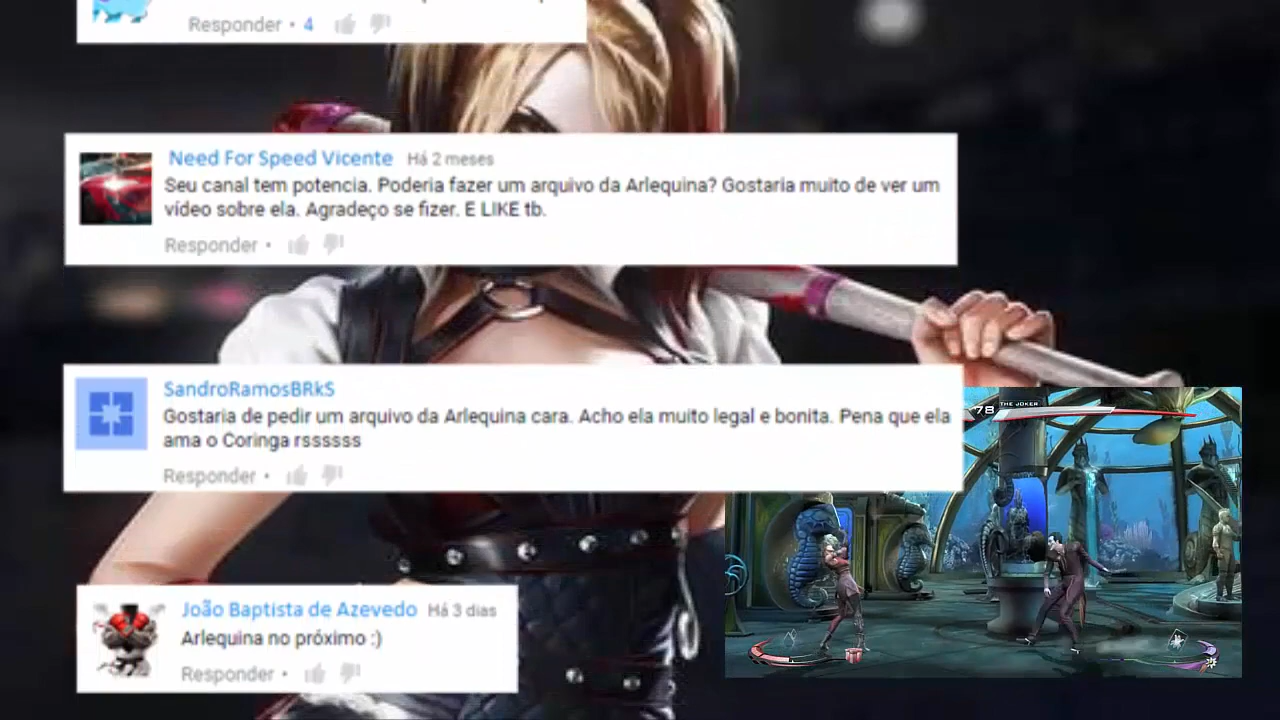 Responder • 4
Need For Speed Vicente Há 2 meses
Seu canal tem potencia. Poderia fazer um arquivo da Arlequina? Gostaria muito de ver um
vídeo sobre ela. Agradeço se fizer. E LIKE tb.
Responder •
SandroRamosBRkS
Gostaria de pedir um arquivo da Arlequina cara. Acho ela muito legal e bonita. Pena que ela
ama o Coringa rssssss
Responder •
78 THE JOKER
João Baptista de Azevedo Há 3 dias
Arlequina no próximo :)
Responder •